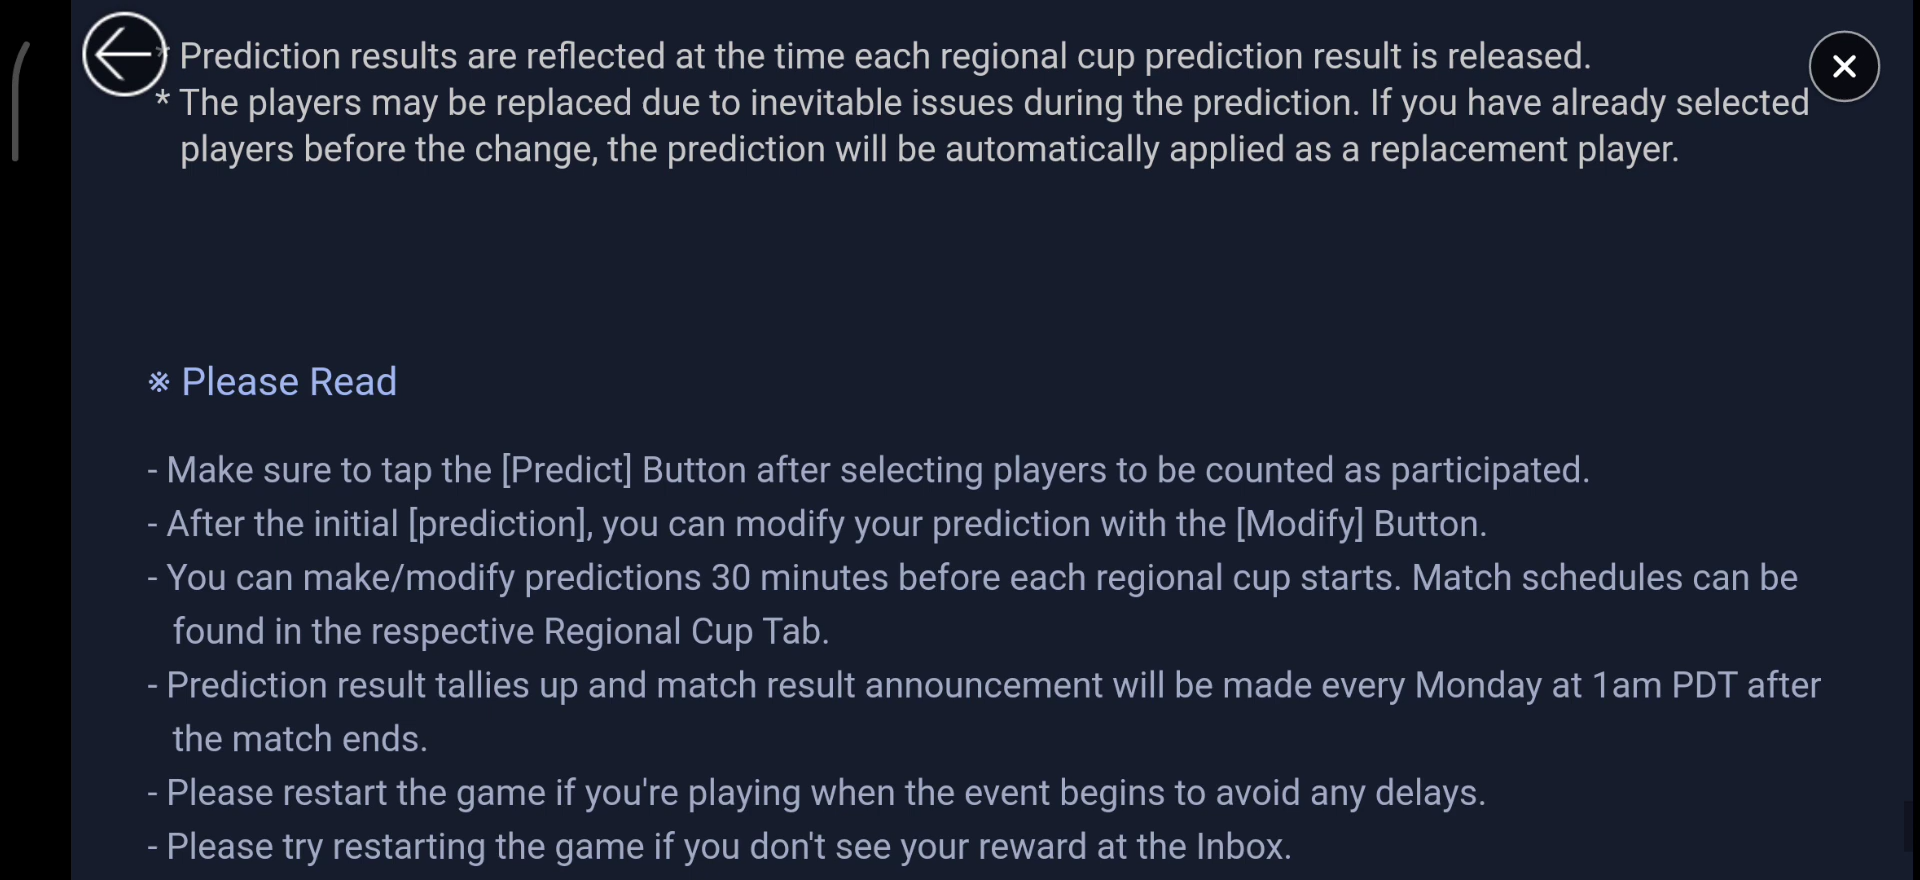 * Prediction results are reflected at the time each regional cup prediction result is released.
* The players may be replaced due to inevitable issues during the prediction. If you have already selected
players before the change, the prediction will be automatically applied as a replacement player.
※ Please Read
- Make sure to tap the [Predict] Button after selecting players to be counted as participated.
- After the initial [prediction], you can modify your prediction with the [Modify] Button.
- You can make/modify predictions 30 minutes before each regional cup starts. Match schedules can be
found in the respective Regional Cup Tab.
- Prediction result tallies up and match result announcement will be made every Monday at 1am PDT after
the match ends.
- Please restart the game if you're playing when the event begins to avoid any delays.
- Please try restarting the game if you don't see your reward at the Inbox.